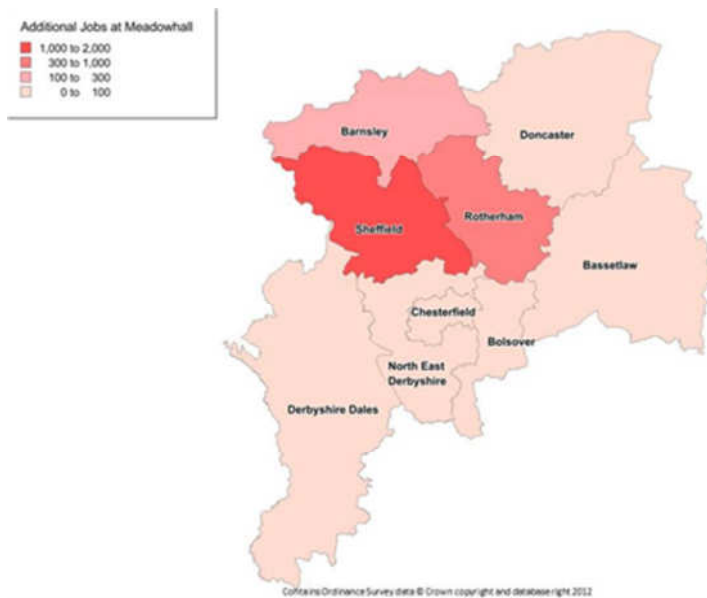 Additional Jobs at Meadowhall
1,000 to 2,000
300 to 1,000
100 to 300
0 to 100
Barnsley
Doncaster
Sheffield
Rotherham
Bassetlaw
Chesterfield
Bolsover
North East
Derbyshire
Derbyshire Dales
Contains Ordinance Survey data © Crown copyright and database right 2012